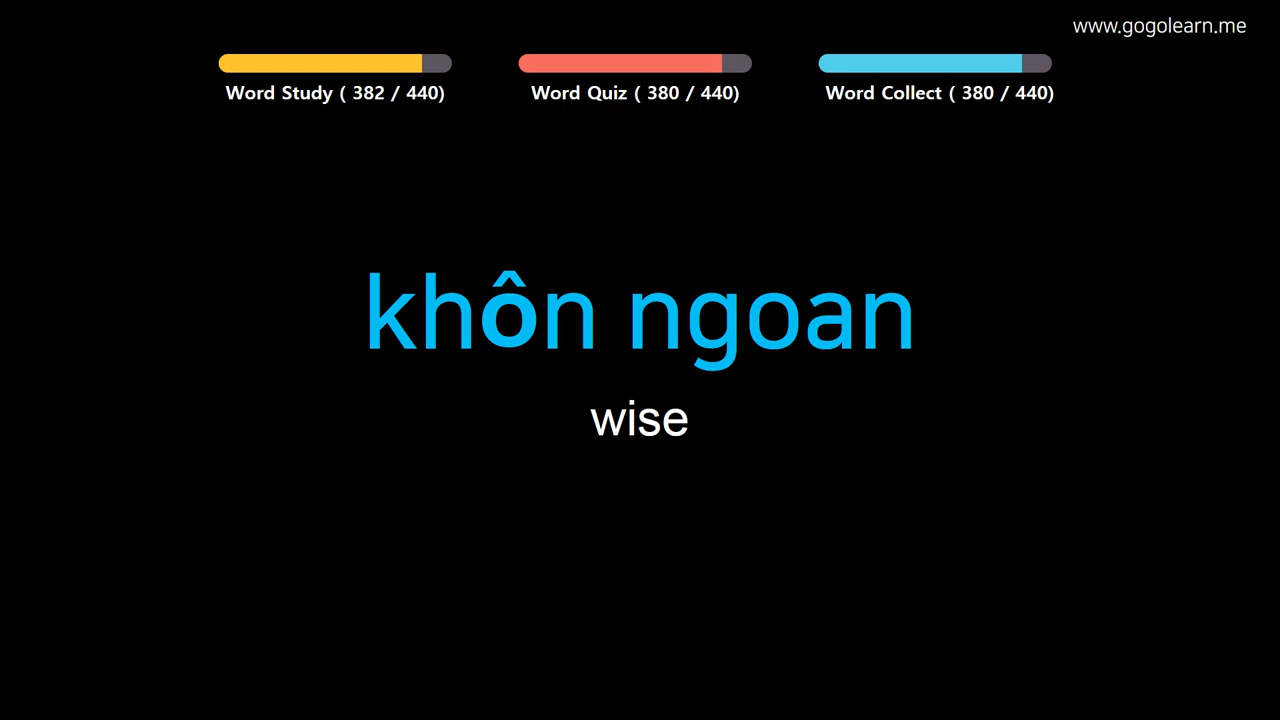 www.gogolearn.me
Word Study ( 382 / 440)
Word Quiz ( 380 / 440)
Word Collect ( 380 / 440)
khôn ngoan
wise